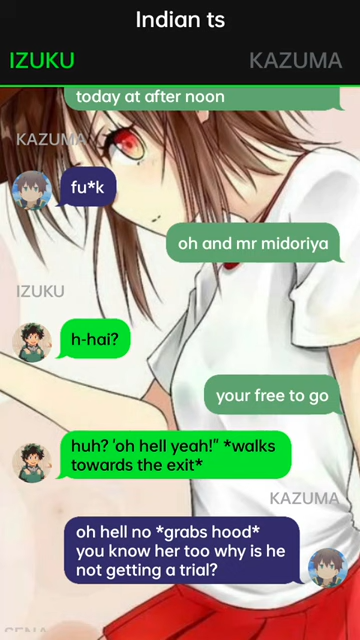 Indian ts
IZUKU
KAZUMA
today at after noon
KAZUMA
fu*k
oh and mr midoriya
IZUKU
h-hai?
your free to go
huh? 'oh hell yeah!" *walks
towards the exit*
KAZUMA
oh hell no *grabs hood*
you know her too why is he
not getting a trial?